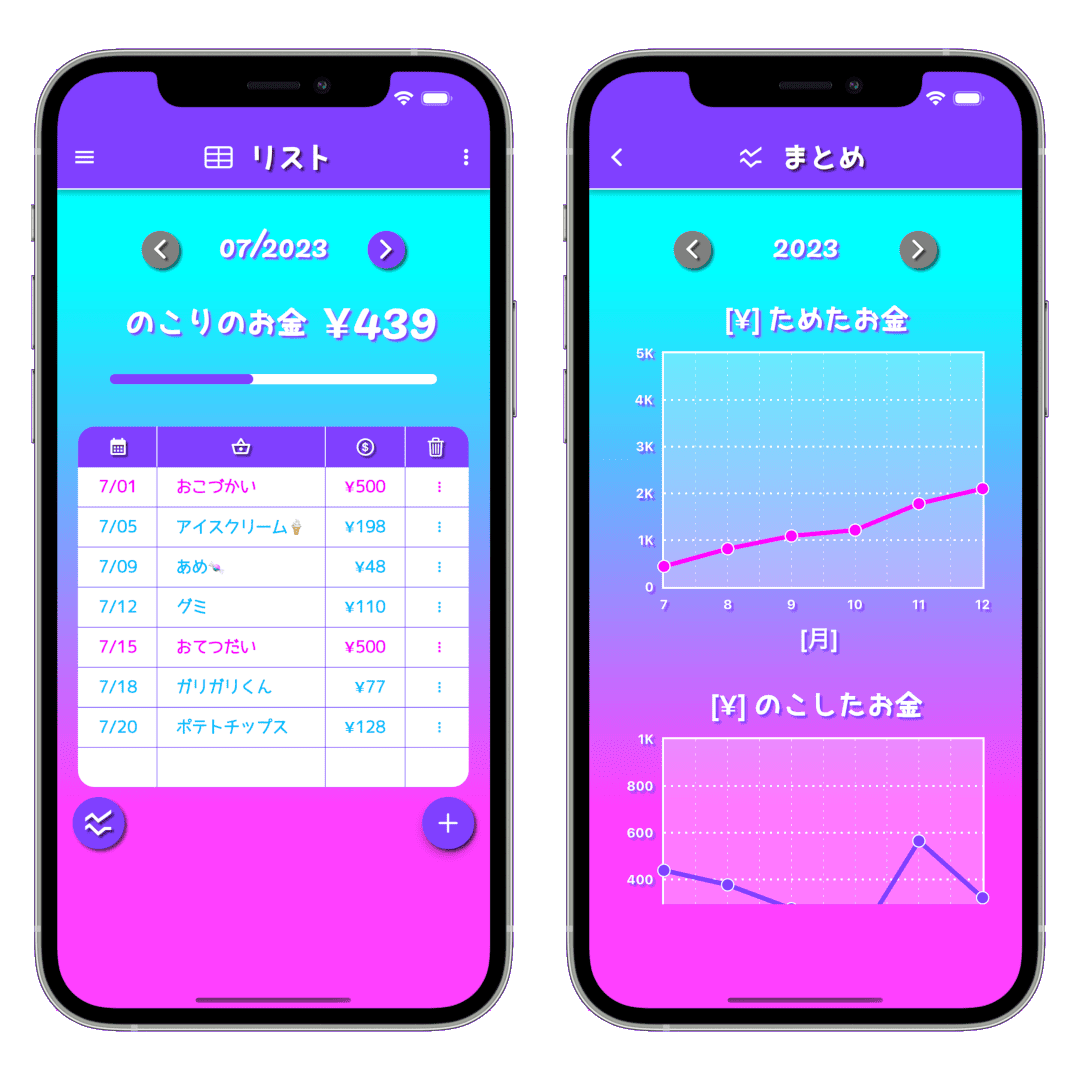 リスト
07/2023
のこりのお金 ¥439
7/01 おこづかい ¥500
7/05 アイスクリーム🍦 ¥198
7/09 あめ🍬 ¥48
7/12 グミ ¥110
7/15 おてつだい ¥500
7/18 ガリガリくん ¥77
7/20 ポテトチップス ¥128
まとめ
2023
[¥] ためたお金
5K
4K
3K
2K
1K
0
7 8 9 10 11 12
[月]
[¥] のこしたお金
1K
800
600
400